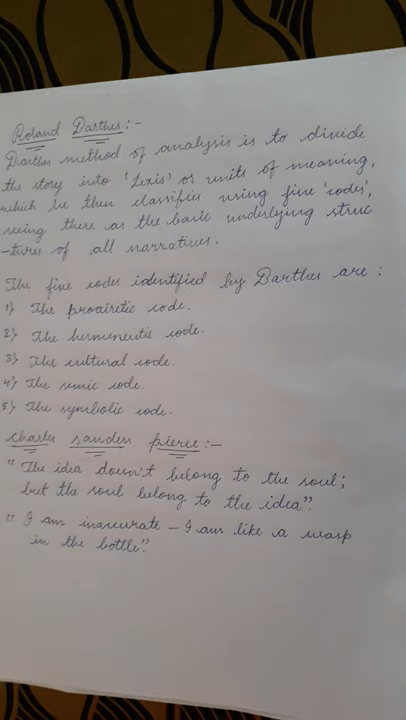 Roland Barthes:-
Barthes method of analysis is to divide
the story into 'Lexis' or units of meaning,
which he then classifies using five 'codes',
seeing there as the basic underlying struc
-tures of all narratives.
The five codes identified by Barthes are :
1) The proairetic code.
2) The hermeneutic code.
3) The cultural code.
4) The semic code.
5) The symbolic code.
Charles sanders pierce:-
"The idea doesn't belong to the soul;
but the soul belong to the idea".
"I am inaccurate - I am like a wasp
in the bottle".